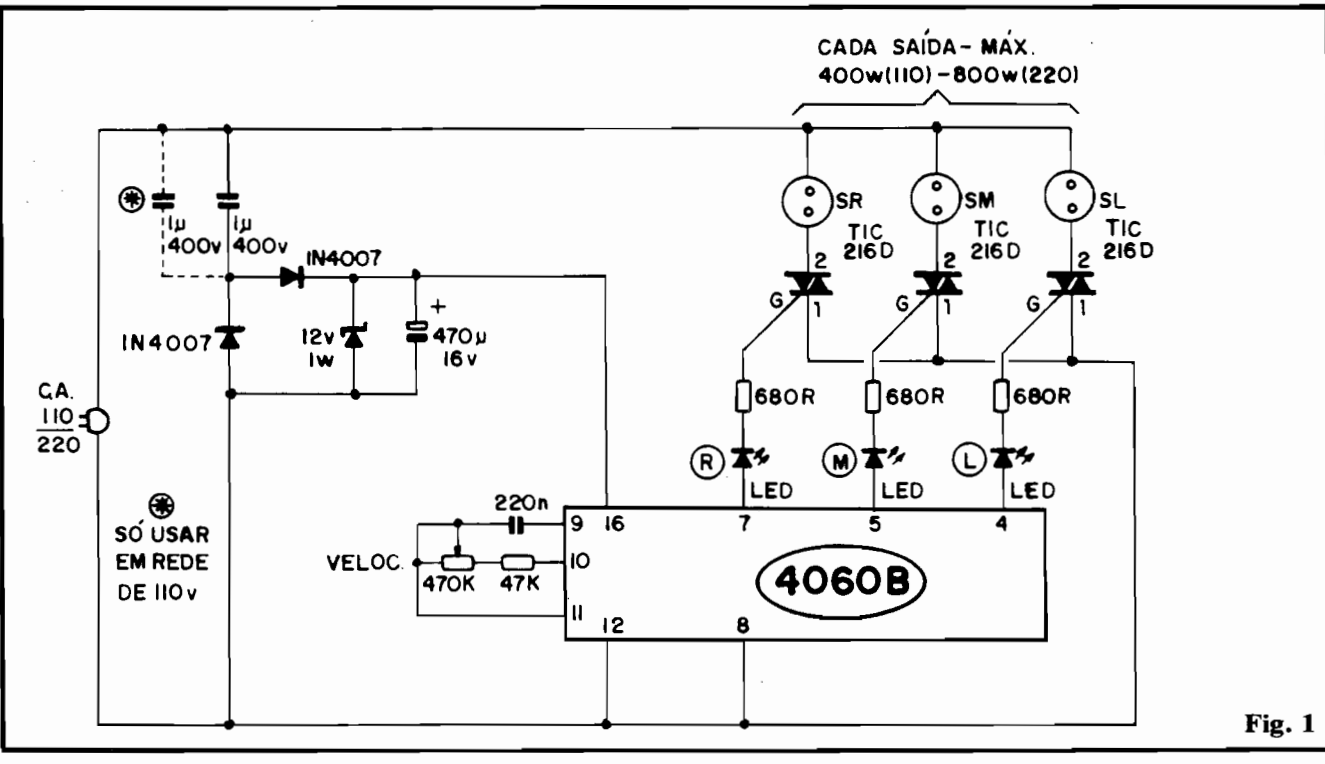 CADA SAÍDA - MÁX.
400w(110) - 800w(220)
1µ
400v
1µ
400v
1N4007
1N4007
12v
1w
+
470µ
16v
SR
TIC
216D
SM
TIC
216D
SL
TIC
216D
2
G
1
2
G
1
2
G
1
680R
680R
680R
R
M
L
LED
LED
LED
C.A.
110
220
SÓ USAR
EM REDE
DE 110v
VELOC.
220n
470K
47K
9
16
7
5
4
10
11
12
8
4060B
Fig. 1